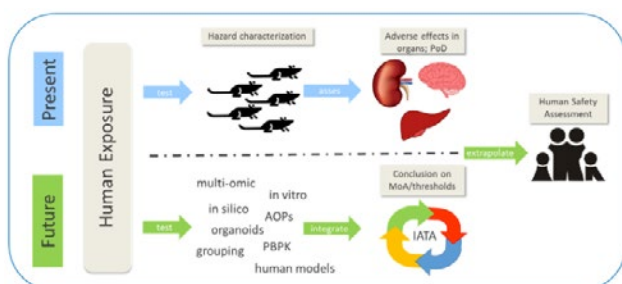 Present
Future
Human Exposure
Hazard characterization
Adverse effects in
organs; PoD
test
asses
Human Safety
Assessment
extrapolate
Conclusion on
MoA/thresholds
multi-omic
in vitro
in silico
AOPs
organoids
grouping
PBPK
human models
test
integrate
IATA